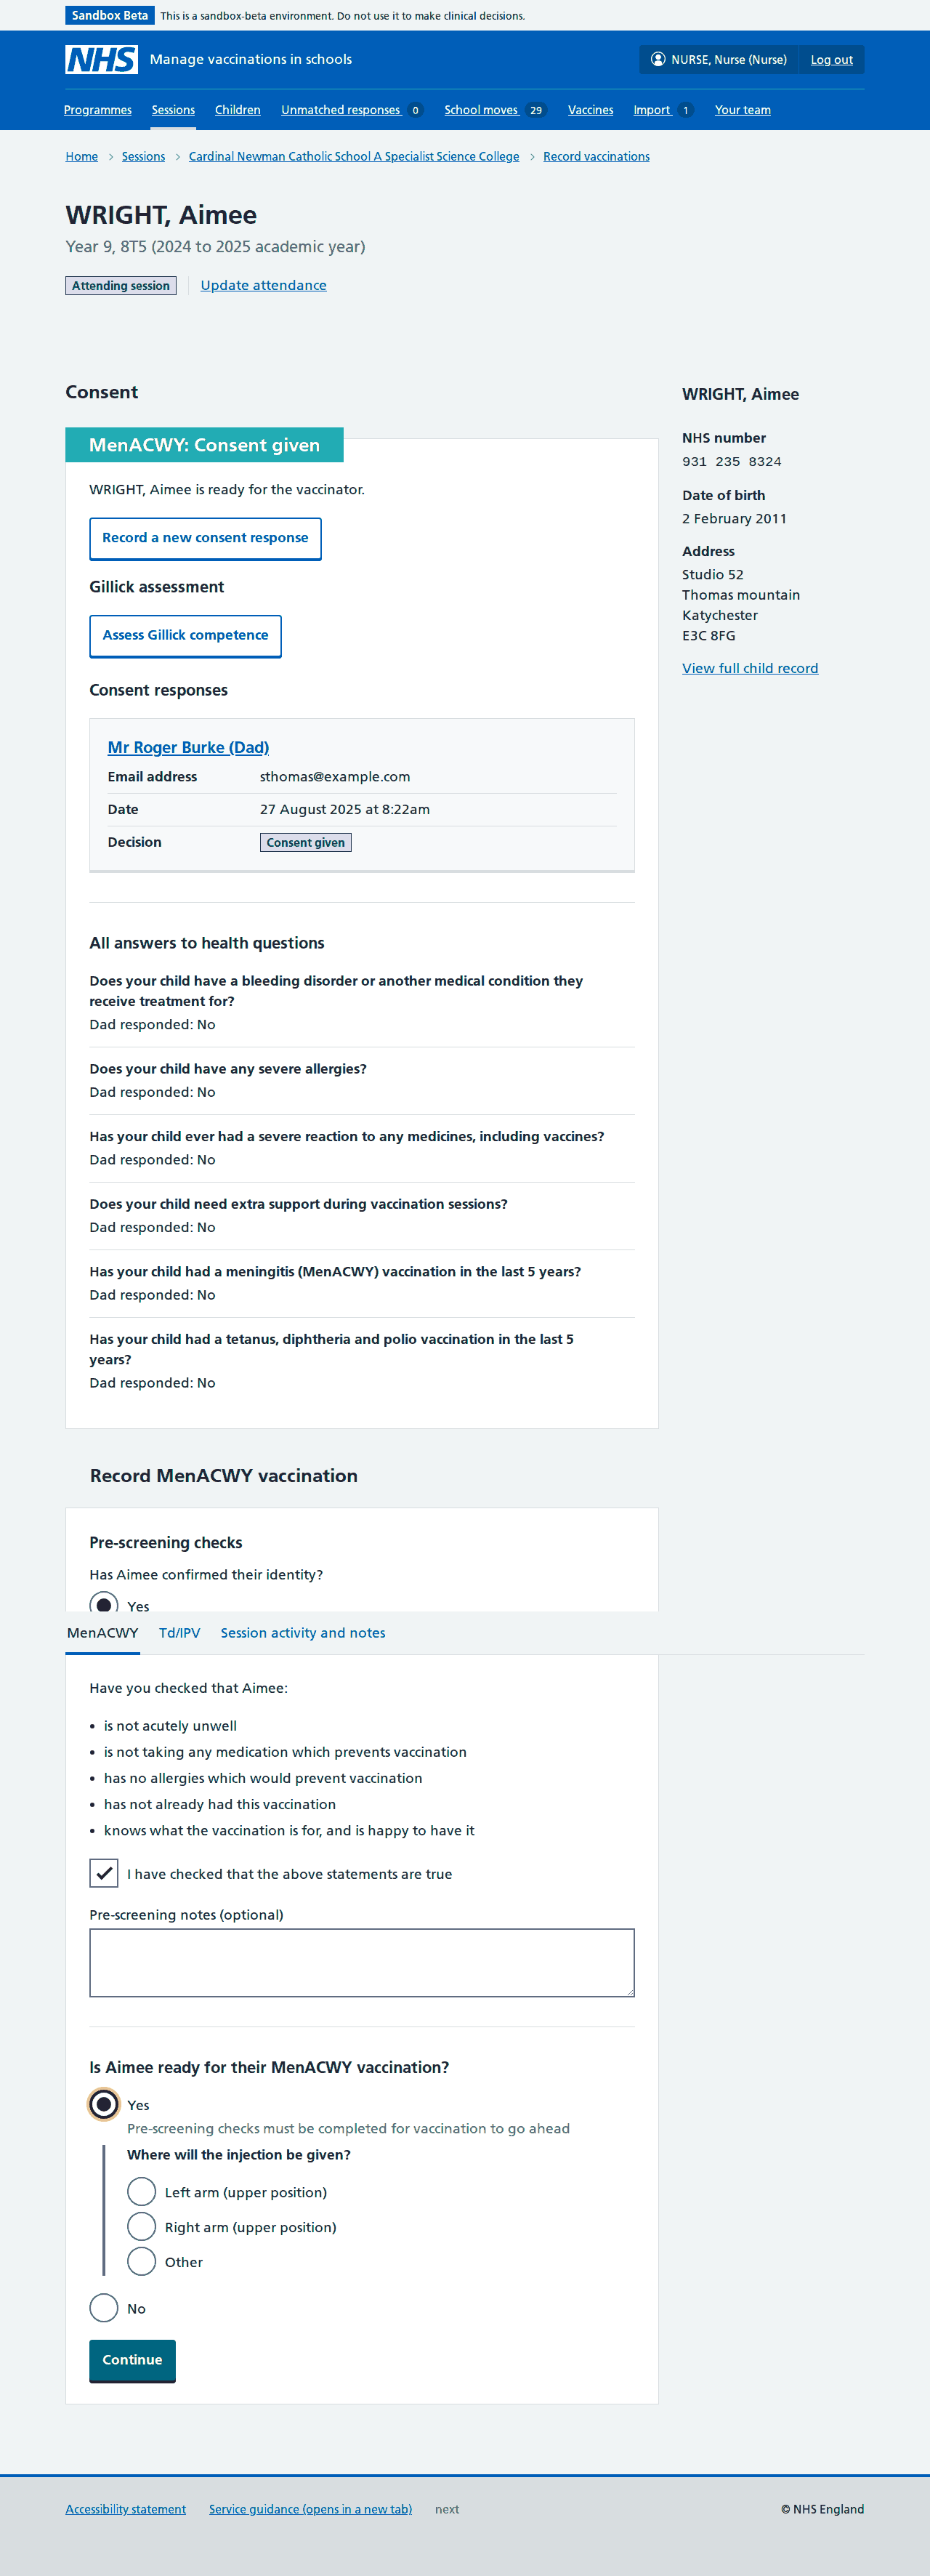 Sandbox Beta This is a sandbox-beta environment. Do not use it to make clinical decisions.
NHS Manage vaccinations in schools NURSE, Nurse (Nurse) Log out
Programmes Sessions Children Unmatched responses 0 School moves 29 Vaccines Import 1 Your team
Home Sessions Cardinal Newman Catholic School A Specialist Science College Record vaccinations
WRIGHT, Aimee
Year 9, 8T5 (2024 to 2025 academic year)
Attending session Update attendance
Consent
MenACWY: Consent given
WRIGHT, Aimee is ready for the vaccinator.
Record a new consent response
Gillick assessment
Assess Gillick competence
Consent responses
Mr Roger Burke (Dad)
Email address sthomas@example.com
Date 27 August 2025 at 8:22am
Decision Consent given
All answers to health questions
Does your child have a bleeding disorder or another medical condition they
receive treatment for?
Dad responded: No
Does your child have any severe allergies?
Dad responded: No
Has your child ever had a severe reaction to any medicines, including vaccines?
Dad responded: No
Does your child need extra support during vaccination sessions?
Dad responded: No
Has your child had a meningitis (MenACWY) vaccination in the last 5 years?
Dad responded: No
Has your child had a tetanus, diphtheria and polio vaccination in the last 5
years?
Dad responded: No
WRIGHT, Aimee
NHS number
931 235 8324
Date of birth
2 February 2011
Address
Studio 52
Thomas mountain
Katychester
E3C 8FG
View full child record
Record MenACWY vaccination
Pre-screening checks
Has Aimee confirmed their identity?
Yes
MenACWY Td/IPV Session activity and notes
Have you checked that Aimee:
• is not acutely unwell
• is not taking any medication which prevents vaccination
• has no allergies which would prevent vaccination
• has not already had this vaccination
• knows what the vaccination is for, and is happy to have it
I have checked that the above statements are true
Pre-screening notes (optional)
Is Aimee ready for their MenACWY vaccination?
Yes
Pre-screening checks must be completed for vaccination to go ahead
Where will the injection be given?
Left arm (upper position)
Right arm (upper position)
Other
No
Continue
Accessibility statement Service guidance (opens in a new tab) next © NHS England